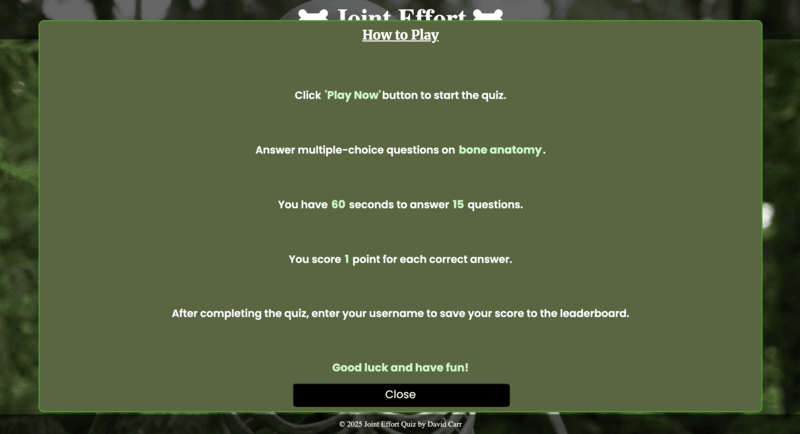 Joint Effort
How to Play
Click 'Play Now' button to start the quiz.
Answer multiple-choice questions on bone anatomy.
You have 60 seconds to answer 15 questions.
You score 1 point for each correct answer.
After completing the quiz, enter your username to save your score to the leaderboard.
Good luck and have fun!
Close
© 2025 Joint Effort Quiz by David Carr